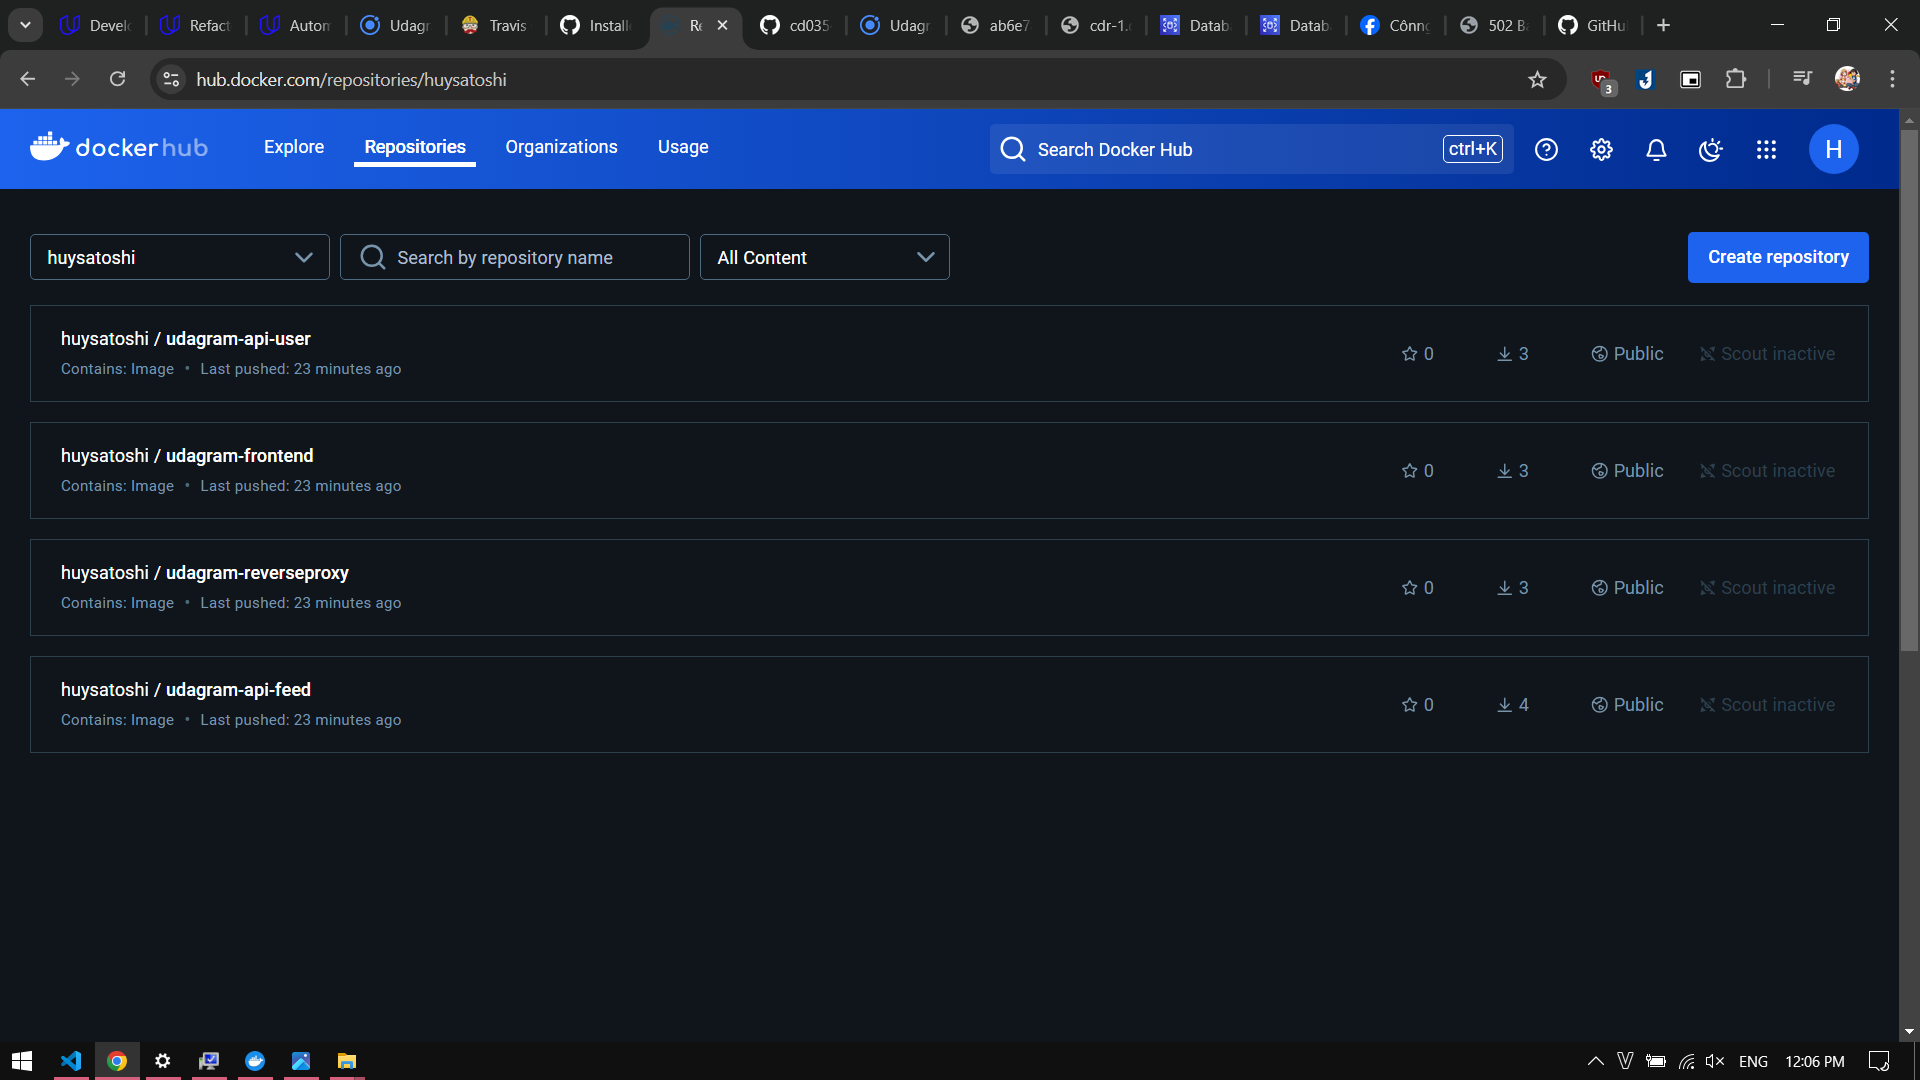 Develo
Refact
Autom
Udagr
Travis
Installe
Re
cd035
Udagr
ab6e7
cdr-1.
Datab
Datab
Cônng
502 Ba
GitHu
hub.docker.com/repositories/huysatoshi
3
docker hub
Explore
Repositories
Organizations
Usage
Search Docker Hub
ctrl+K
H
huysatoshi
Search by repository name
All Content
Create repository
huysatoshi / udagram-api-user
Contains: Image • Last pushed: 23 minutes ago
0
3
Public
Scout inactive
huysatoshi / udagram-frontend
Contains: Image • Last pushed: 23 minutes ago
0
3
Public
Scout inactive
huysatoshi / udagram-reverseproxy
Contains: Image • Last pushed: 23 minutes ago
0
3
Public
Scout inactive
huysatoshi / udagram-api-feed
Contains: Image • Last pushed: 23 minutes ago
0
4
Public
Scout inactive
ENG
12:06 PM